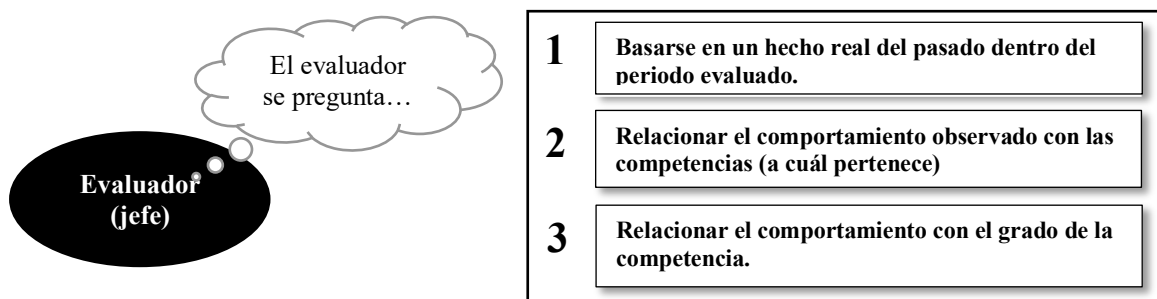 El evaluador
se pregunta…
Evaluador
(jefe)
1
Basarse en un hecho real del pasado dentro del
periodo evaluado.
2
Relacionar el comportamiento observado con las
competencias (a cuál pertenece)
3
Relacionar el comportamiento con el grado de la
competencia.